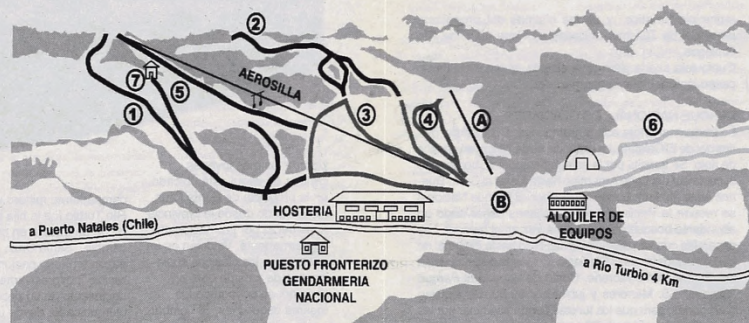 2
AEROSILLA
7
5
1
3
4
A
6
B
HOSTERIA
ALQUILER DE
EQUIPOS
a Puerto Natales (Chile)
PUESTO FRONTERIZO
GENDARMERIA
NACIONAL
a Río Turbio 4 Km